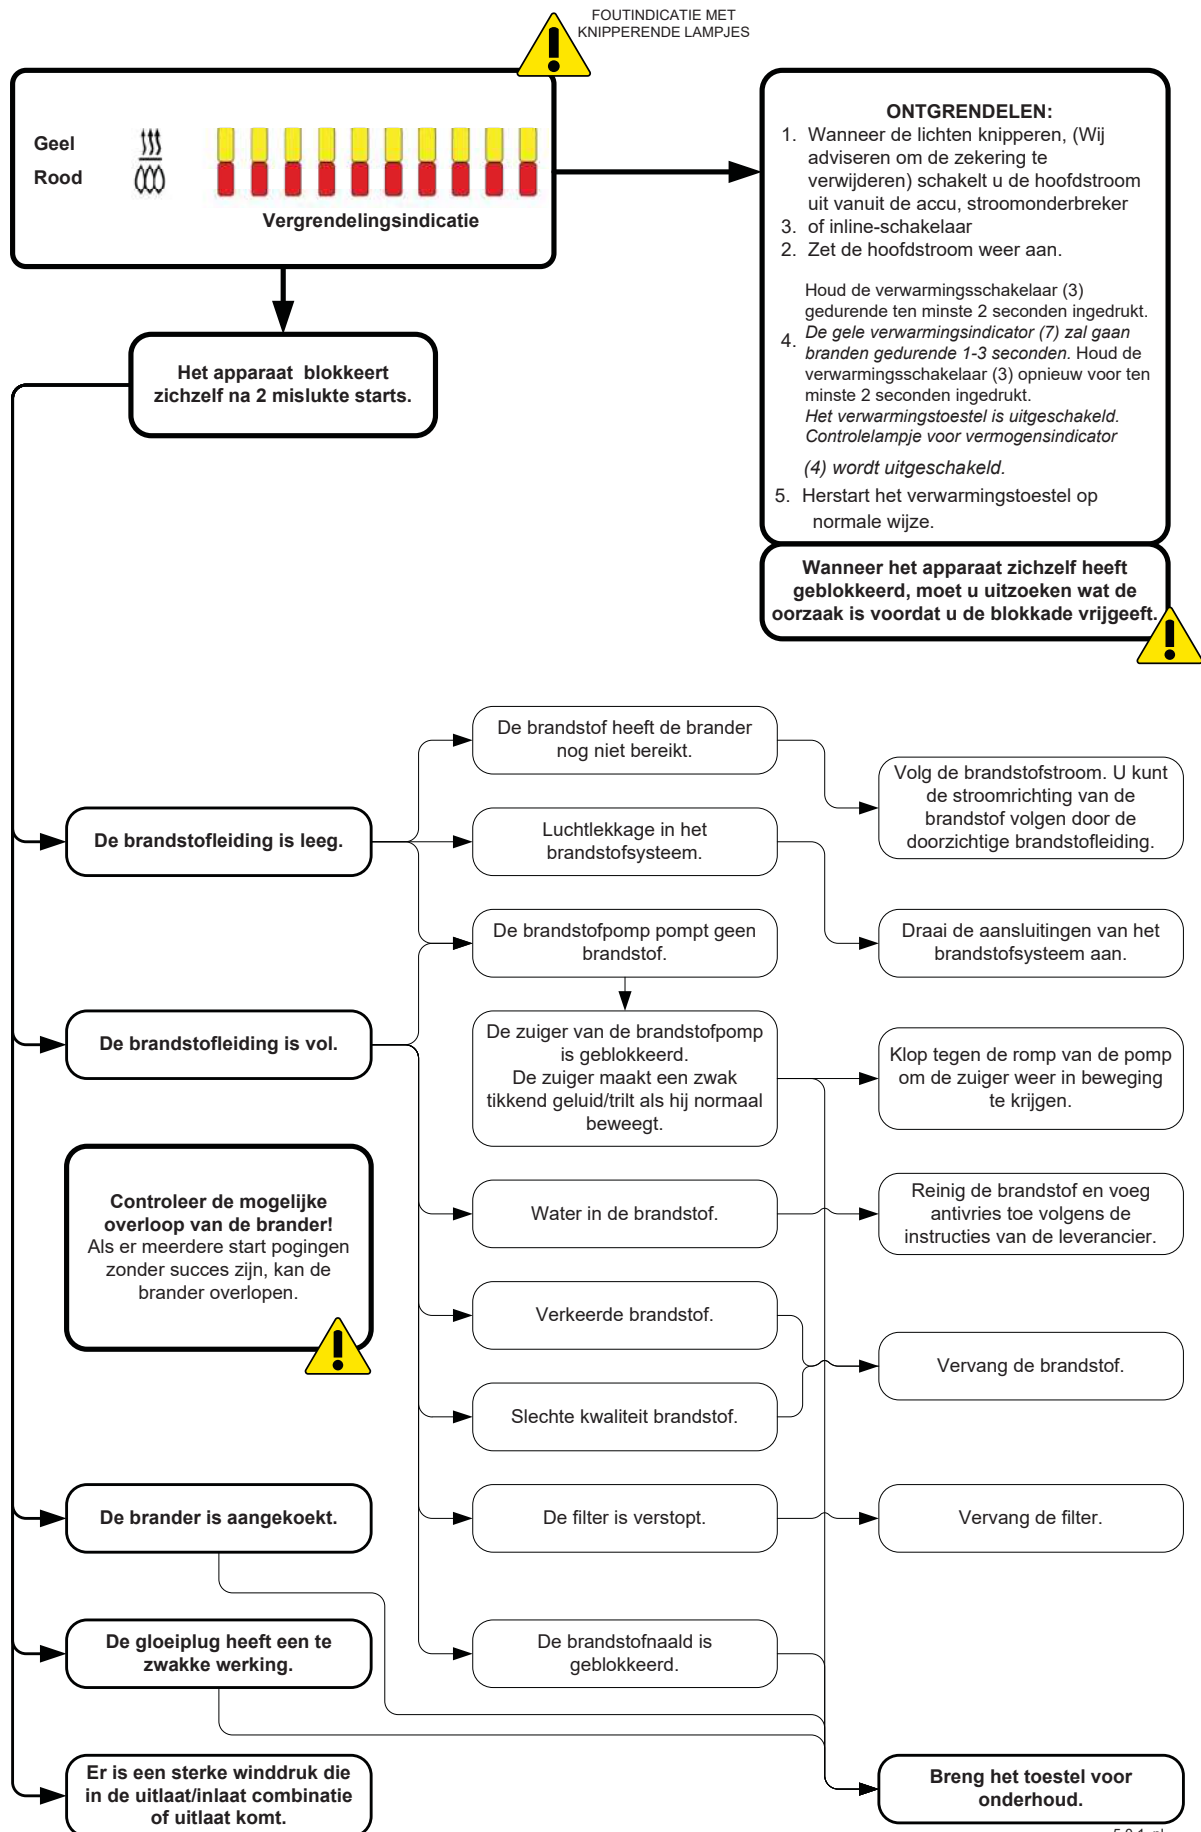 FOUTINDICATIE MET
KNIPPERENDE LAMPJES
Geel
Rood
Vergrendelingsindicatie
ONTGRENDELEN:
1. Wanneer de lichten knipperen, (Wij
adviseren om de zekering te
verwijderen) schakelt u de hoofdstroom
uit vanuit de accu, stroomonderbreker
3. of inline-schakelaar
2. Zet de hoofdstroom weer aan.
Houd de verwarmingsschakelaar (3)
gedurende ten minste 2 seconden ingedrukt.
4. De gele verwarmingsindicator (7) zal gaan
branden gedurende 1-3 seconden. Houd de
verwarmingsschakelaar (3) opnieuw voor ten
minste 2 seconden ingedrukt.
Het verwarmingstoestel is uitgeschakeld.
Controlelampje voor vermogensindicator
(4) wordt uitgeschakeld.
5. Herstart het verwarmingstoestel op
normale wijze.
Wanneer het apparaat zichzelf heeft
geblokkeerd, moet u uitzoeken wat de
oorzaak is voordat u de blokkade vrijgeeft.
Het apparaat blokkeert
zichzelf na 2 mislukte starts.
De brandstofleiding is leeg.
De brandstof heeft de brander
nog niet bereikt.
Volg de brandstofstroom. U kunt
de stroomrichting van de
brandstof volgen door de
doorzichtige brandstofleiding.
Luchtlekkage in het
brandstofsysteem.
Draai de aansluitingen van het
brandstofsysteem aan.
De brandstofpomp pompt geen
brandstof.
De brandstofleiding is vol.
De zuiger van de brandstofpomp
is geblokkeerd.
De zuiger maakt een zwak
tikkend geluid/trilt als hij normaal
beweegt.
Klop tegen de romp van de pomp
om de zuiger weer in beweging
te krijgen.
Controleer de mogelijke
overloop van de brander!
Als er meerdere start pogingen
zonder succes zijn, kan de
brander overlopen.
Water in de brandstof.
Reinig de brandstof en voeg
antivries toe volgens de
instructies van de leverancier.
Verkeerde brandstof.
Slechte kwaliteit brandstof.
Vervang de brandstof.
De brander is aangekoekt.
De filter is verstopt.
Vervang de filter.
De gloeiplug heeft een te
zwakke werking.
De brandstofnaald is
geblokkeerd.
Er is een sterke winddruk die
in de uitlaat/inlaat combinatie
of uitlaat komt.
Breng het toestel voor
onderhoud.